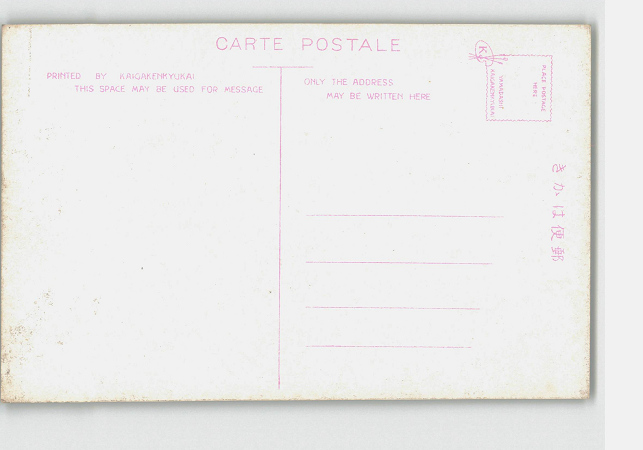 CARTE POSTALE
PRINTED BY KAIGAKENKYUKAI
THIS SPACE MAY BE USED FOR MESSAGE
ONLY THE ADDRESS
MAY BE WRITTEN HERE
K
PLACE POSTAGE
HERE
KAIGAKENKYUKAI
きかは便郵